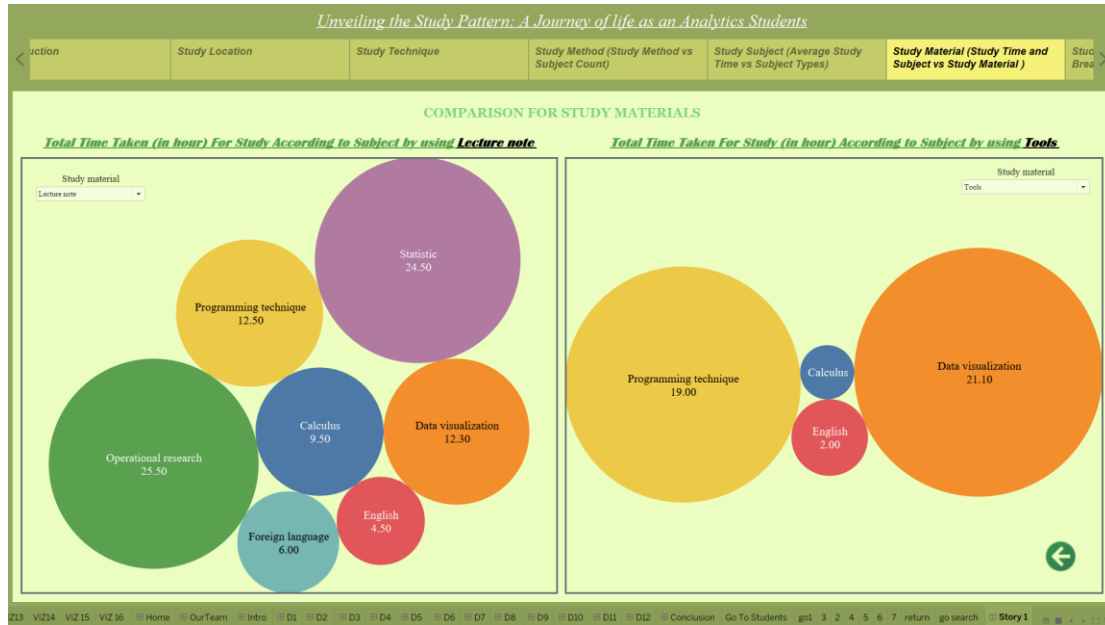 Unveiling the Study Pattern: A Journey of life as an Analytics Students
uction
Study Location
Study Technique
Study Method (Study Method vs
Subject Count)
Study Subject (Average Study
Time vs Subject Types)
Study Material (Study Time and
Subject vs Study Material )
Stud
Brea
COMPARISON FOR STUDY MATERIALS
Total Time Taken (in hour) For Study According to Subject by using Lecture note
Study material
Lecture note
Statistic
24.50
Programming technique
12.50
Calculus
9.50
Data visualization
12.30
Operational research
25.50
English
4.50
Foreign language
6.00
Total Time Taken For Study (in hour) According to Subject by using Tools
Study material
Tools
Programming technique
19.00
Calculus
Data visualization
21.10
English
2.00
Z13 VIZ14 VIZ 15 VIZ 16 Home OurTeam Intro D1 D2 D3 D4 D5 D6 D7 D8 D9 D10 D11 D12 Conclusion Go To Students go1 3 2 4 5 6 7 return go search Story 1